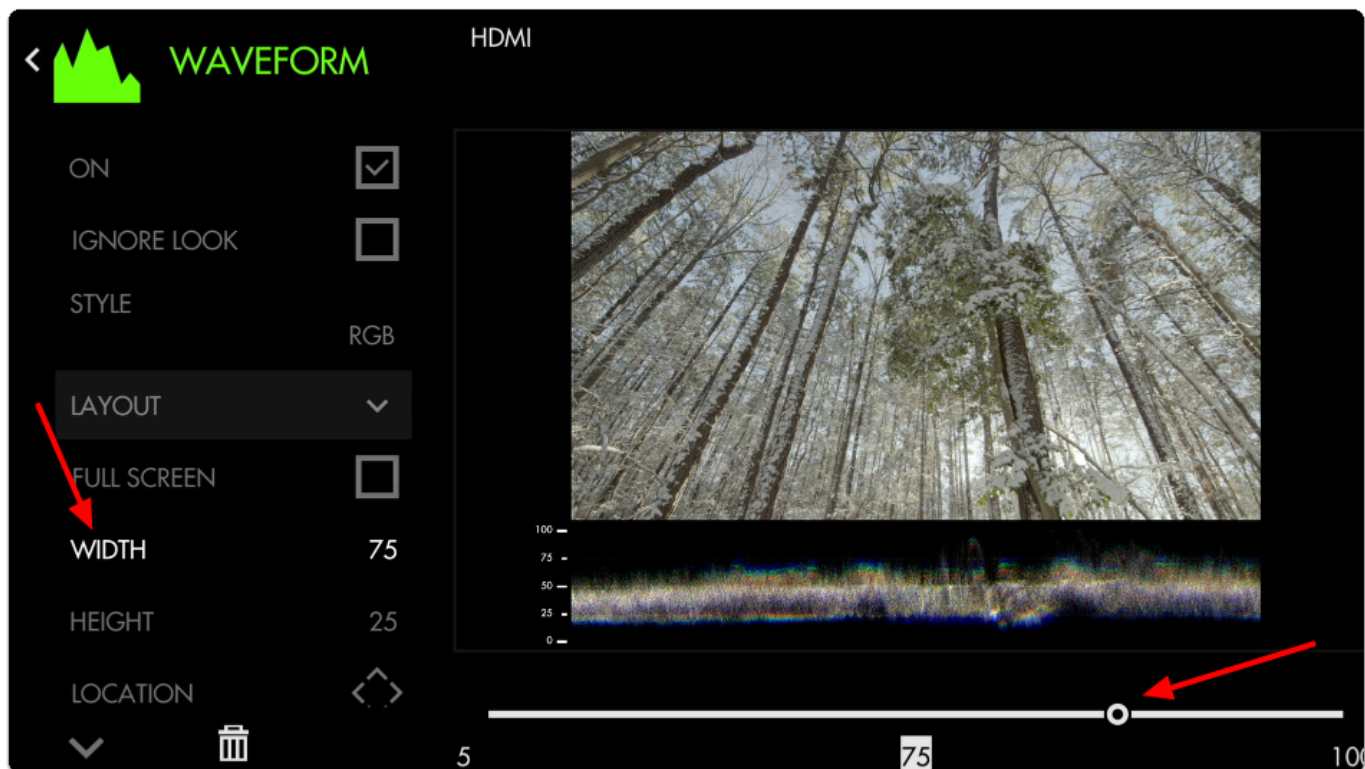 WAVEFORM
HDMI
ON
IGNORE LOOK
STYLE
RGB
LAYOUT
FULL SCREEN
WIDTH 75
HEIGHT 25
LOCATION
100
75
50
25
0
5 75 100